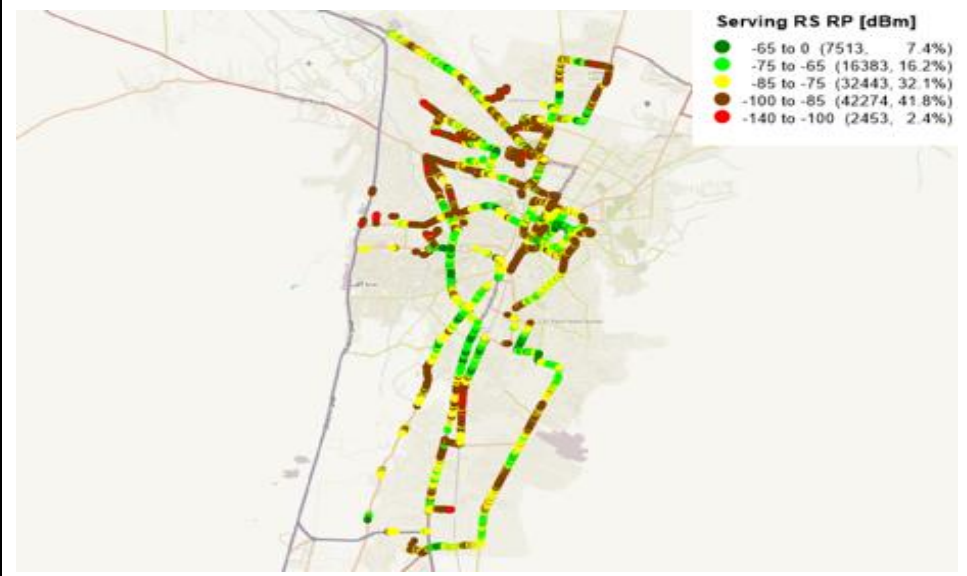 Serving RS RP [dBm]
-65 to 0 (7513, 7.4%)
-75 to -65 (16383, 16.2%)
-85 to -75 (32443, 32.1%)
-100 to -85 (42274, 41.8%)
-140 to -100 (2453, 2.4%)